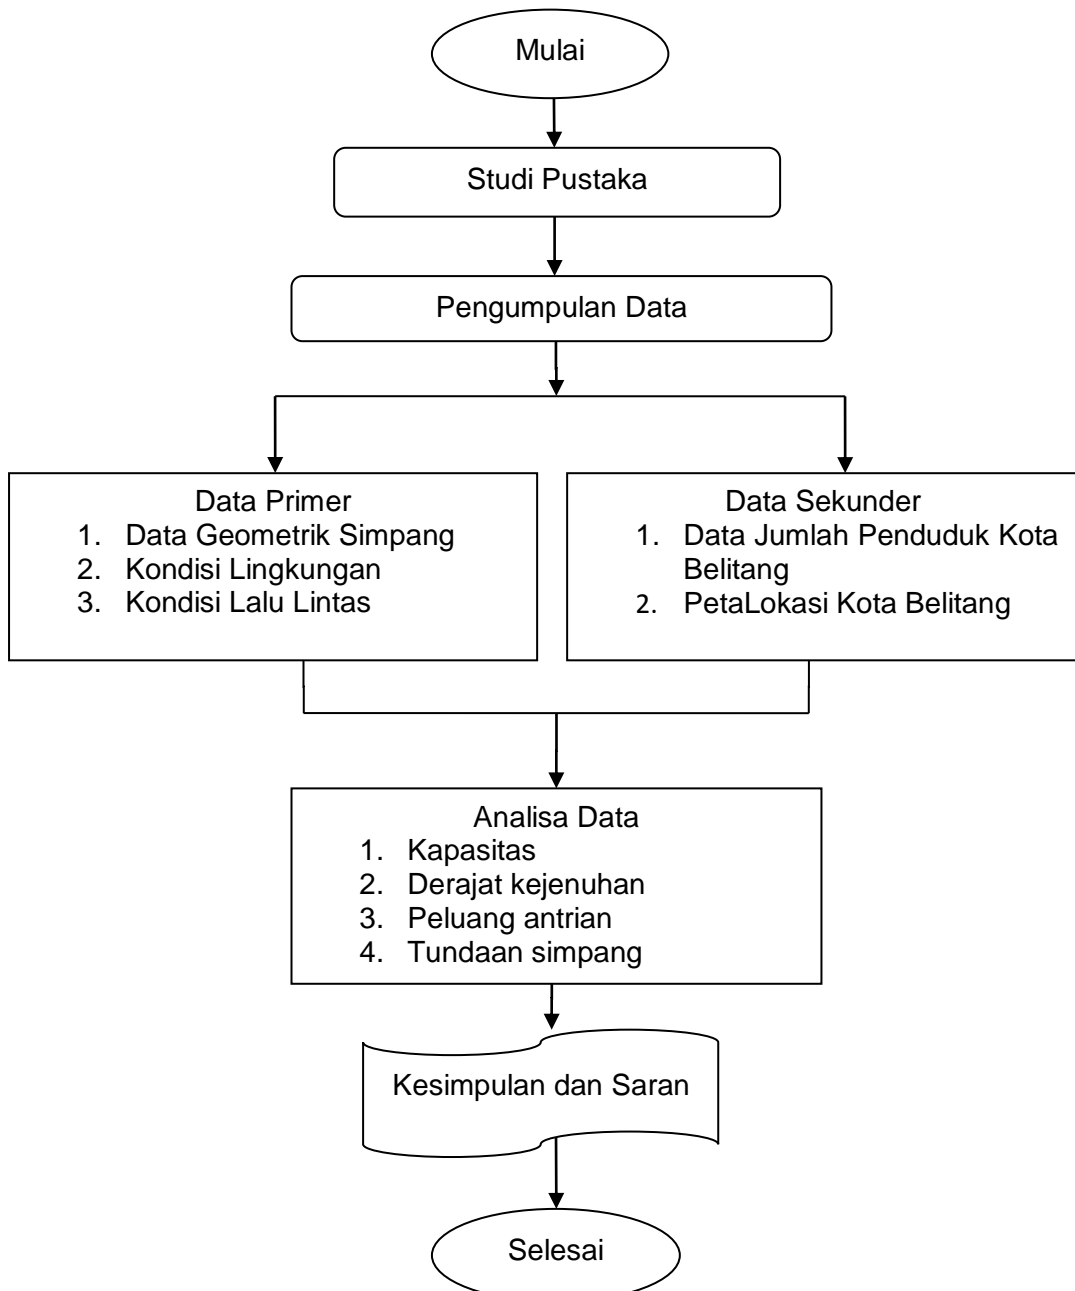 Mulai
Studi Pustaka
Pengumpulan Data
Data Primer
1. Data Geometrik Simpang
2. Kondisi Lingkungan
3. Kondisi Lalu Lintas
Data Sekunder
1. Data Jumlah Penduduk Kota
Belitang
2. PetaLokasi Kota Belitang
Analisa Data
1. Kapasitas
2. Derajat kejenuhan
3. Peluang antrian
4. Tundaan simpang
Kesimpulan dan Saran
Selesai